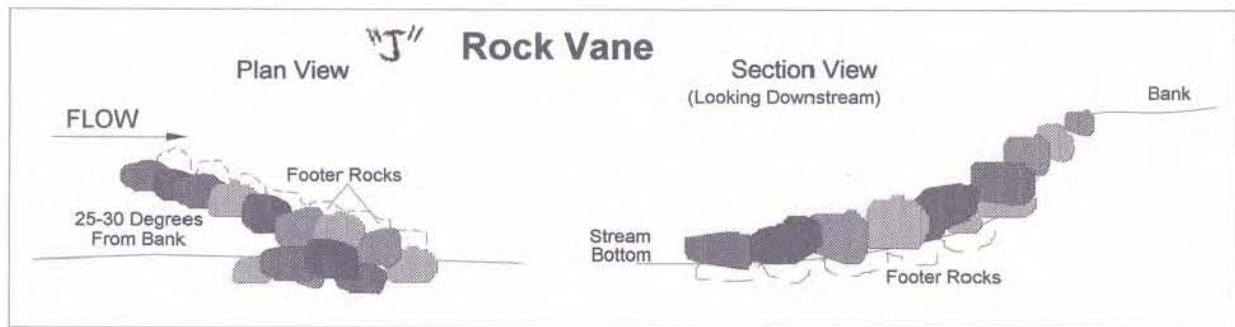 "J" Rock Vane
Plan View
FLOW
Footer Rocks
25-30 Degrees
From Bank
Section View
(Looking Downstream)
Bank
Stream
Bottom
Footer Rocks